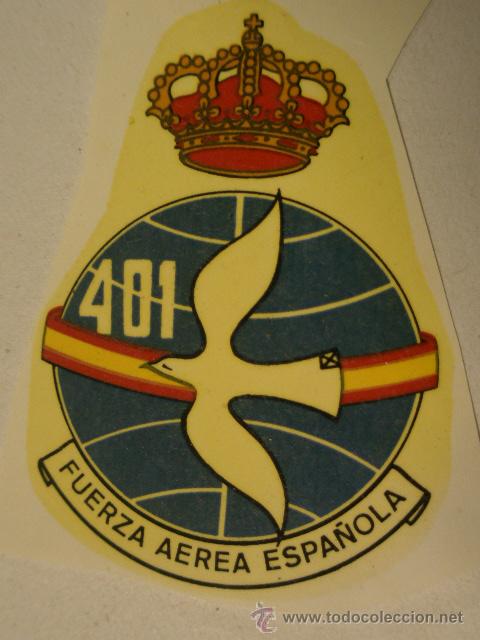 401
FUERZA AEREA ESPAÑOLA
www.todocoleccion.net